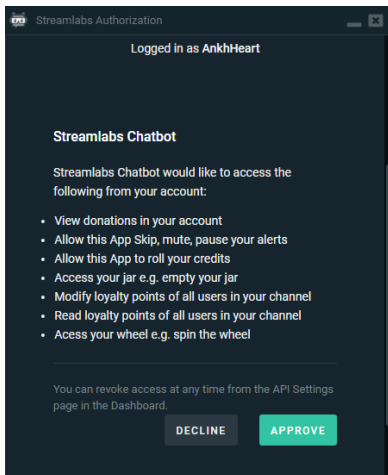 Streamlabs Authorization
Logged in as AnkhHeart
Streamlabs Chatbot
Streamlabs Chatbot would like to access the
following from your account:
• View donations in your account
• Allow this App Skip, mute, pause your alerts
• Allow this App to roll your credits
• Access your jar e.g. empty your jar
• Modify loyalty points of all users in your channel
• Read loyalty points of all users in your channel
• Acess your wheel e.g. spin the wheel
You can revoke access at any time from the API Settings
page in the Dashboard.
DECLINE APPROVE